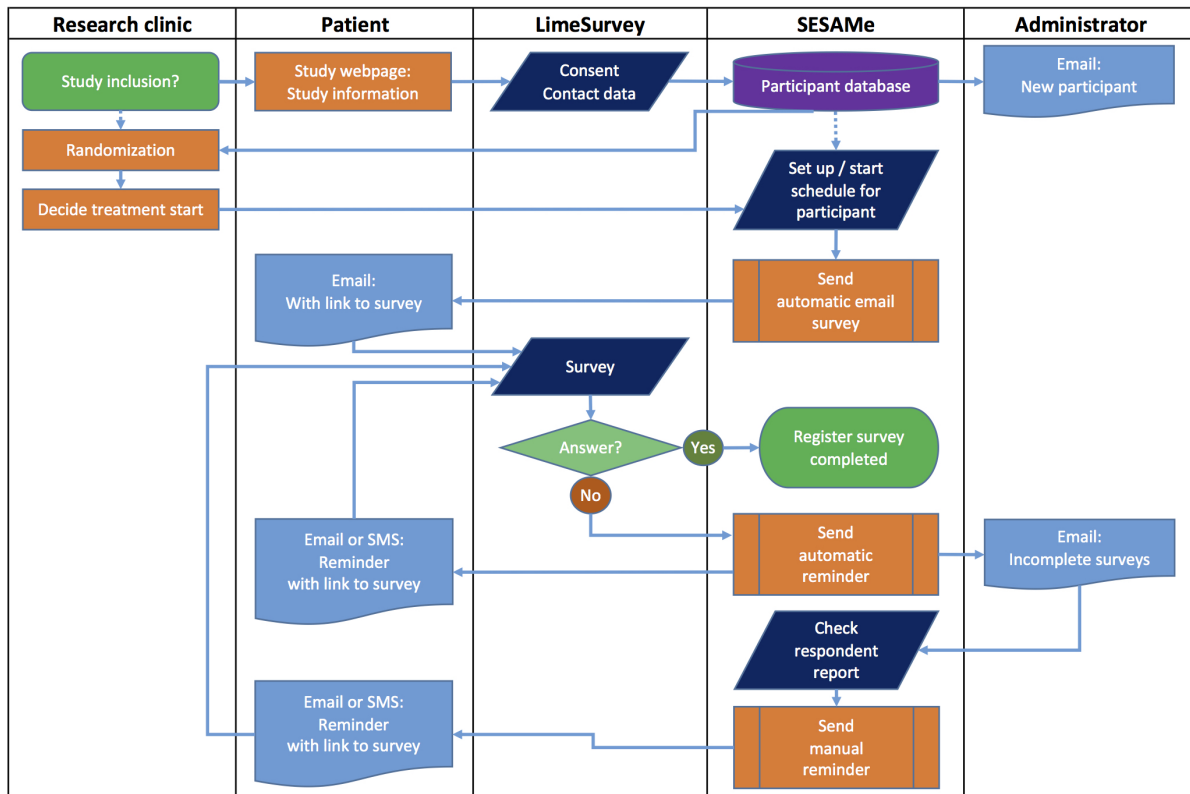 Research clinic
Patient
LimeSurvey
SESAMe
Administrator
Study inclusion?
Study webpage:
Study information
Consent
Contact data
Participant database
Email:
New participant
Randomization
Decide treatment start
Set up / start
schedule for
participant
Email:
With link to survey
Send
automatic email
survey
Survey
Answer?
Yes
Register survey
completed
No
Email or SMS:
Reminder
with link to survey
Send
automatic
reminder
Email:
Incomplete surveys
Check
respondent
report
Email or SMS:
Reminder
with link to survey
Send
manual
reminder